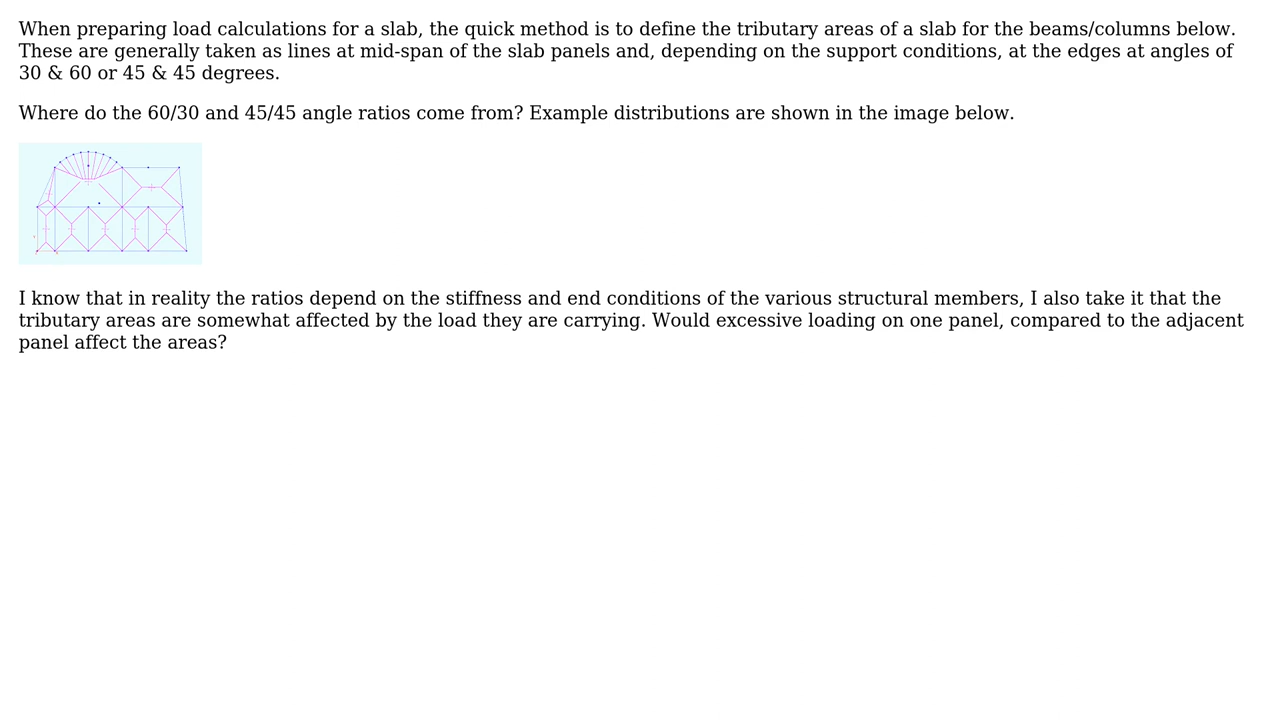 When preparing load calculations for a slab, the quick method is to define the tributary areas of a slab for the beams/columns below.
These are generally taken as lines at mid-span of the slab panels and, depending on the support conditions, at the edges at angles of
30 & 60 or 45 & 45 degrees.
Where do the 60/30 and 45/45 angle ratios come from? Example distributions are shown in the image below.
I know that in reality the ratios depend on the stiffness and end conditions of the various structural members, I also take it that the
tributary areas are somewhat affected by the load they are carrying. Would excessive loading on one panel, compared to the adjacent
panel affect the areas?